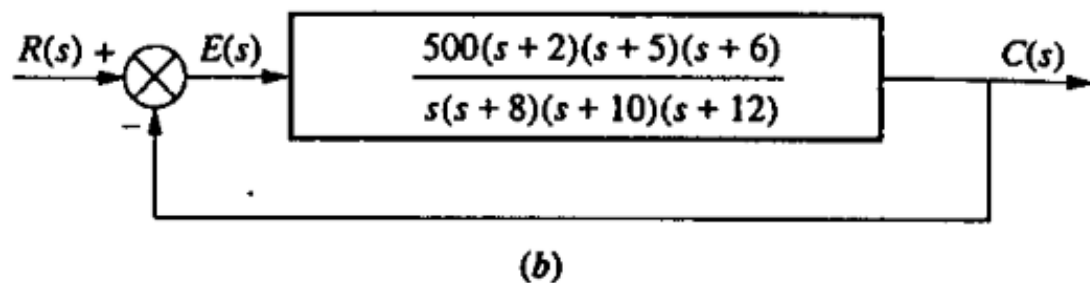 R(s) + E(s) 500(s + 2)(s + 5)(s + 6) C(s)
s(s + 8)(s + 10)(s + 12)
−
(b)